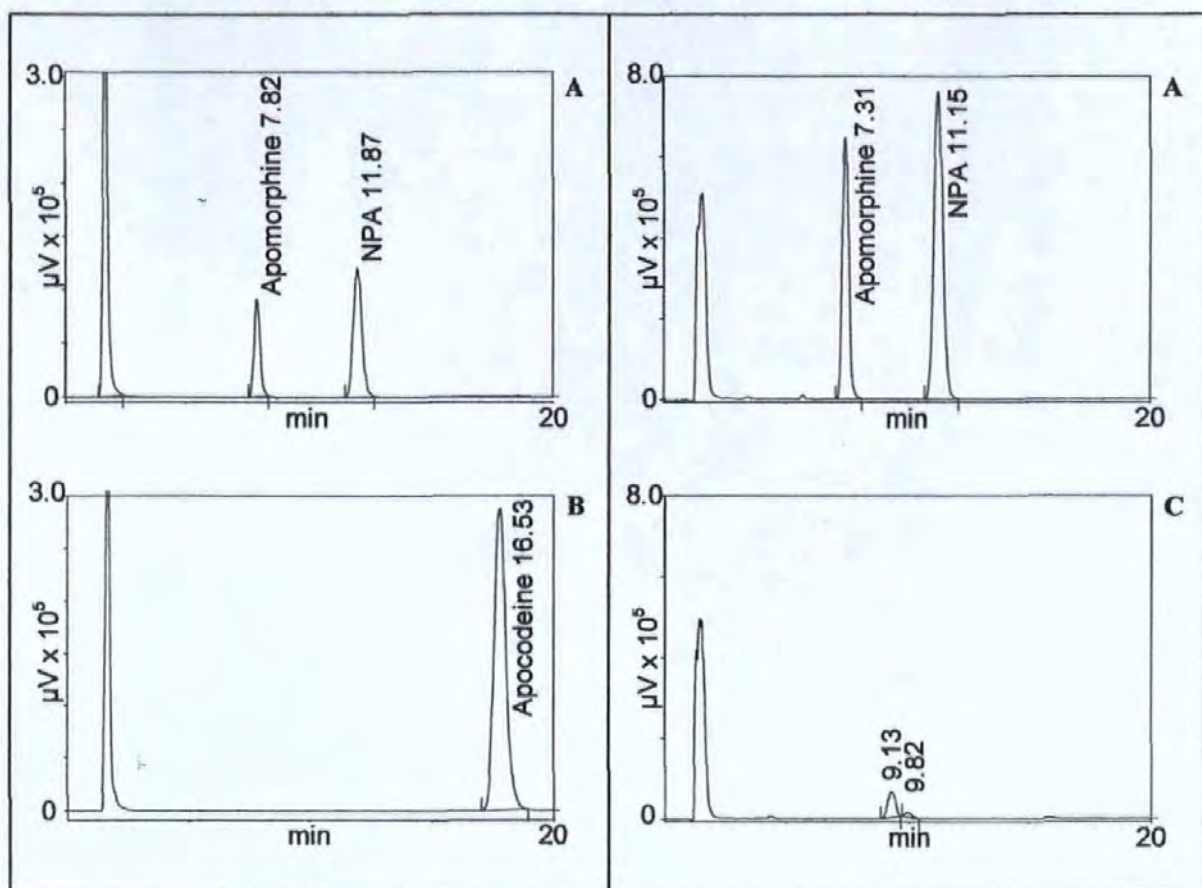 3.0
A
µV x 10⁵
Apomorphine 7.82
NPA 11.87
0
min
20
8.0
A
µV x 10⁵
Apomorphine 7.31
NPA 11.15
0
min
20
3.0
B
µV x 10⁵
Apocodeine 16.53
0
min
20
8.0
C
µV x 10⁵
9.13
9.82
0
min
20